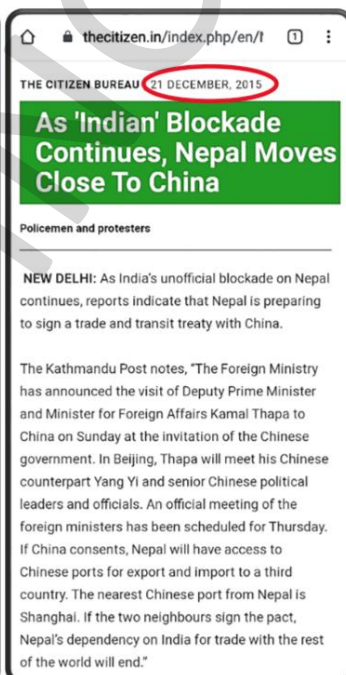 thecitizen.in/index.php/en/
1
THE CITIZEN BUREAU 21 DECEMBER, 2015
As 'Indian' Blockade
Continues, Nepal Moves
Close To China
Policemen and protesters
NEW DELHI: As India's unofficial blockade on Nepal
continues, reports indicate that Nepal is preparing
to sign a trade and transit treaty with China.
The Kathmandu Post notes, "The Foreign Ministry
has announced the visit of Deputy Prime Minister
and Minister for Foreign Affairs Kamal Thapa to
China on Sunday at the invitation of the Chinese
government. In Beijing, Thapa will meet his Chinese
counterpart Yang Yi and senior Chinese political
leaders and officials. An official meeting of the
foreign ministers has been scheduled for Thursday.
If China consents, Nepal will have access to
Chinese ports for export and import to a third
country. The nearest Chinese port from Nepal is
Shanghai. If the two neighbours sign the pact,
Nepal's dependency on India for trade with the rest
of the world will end."